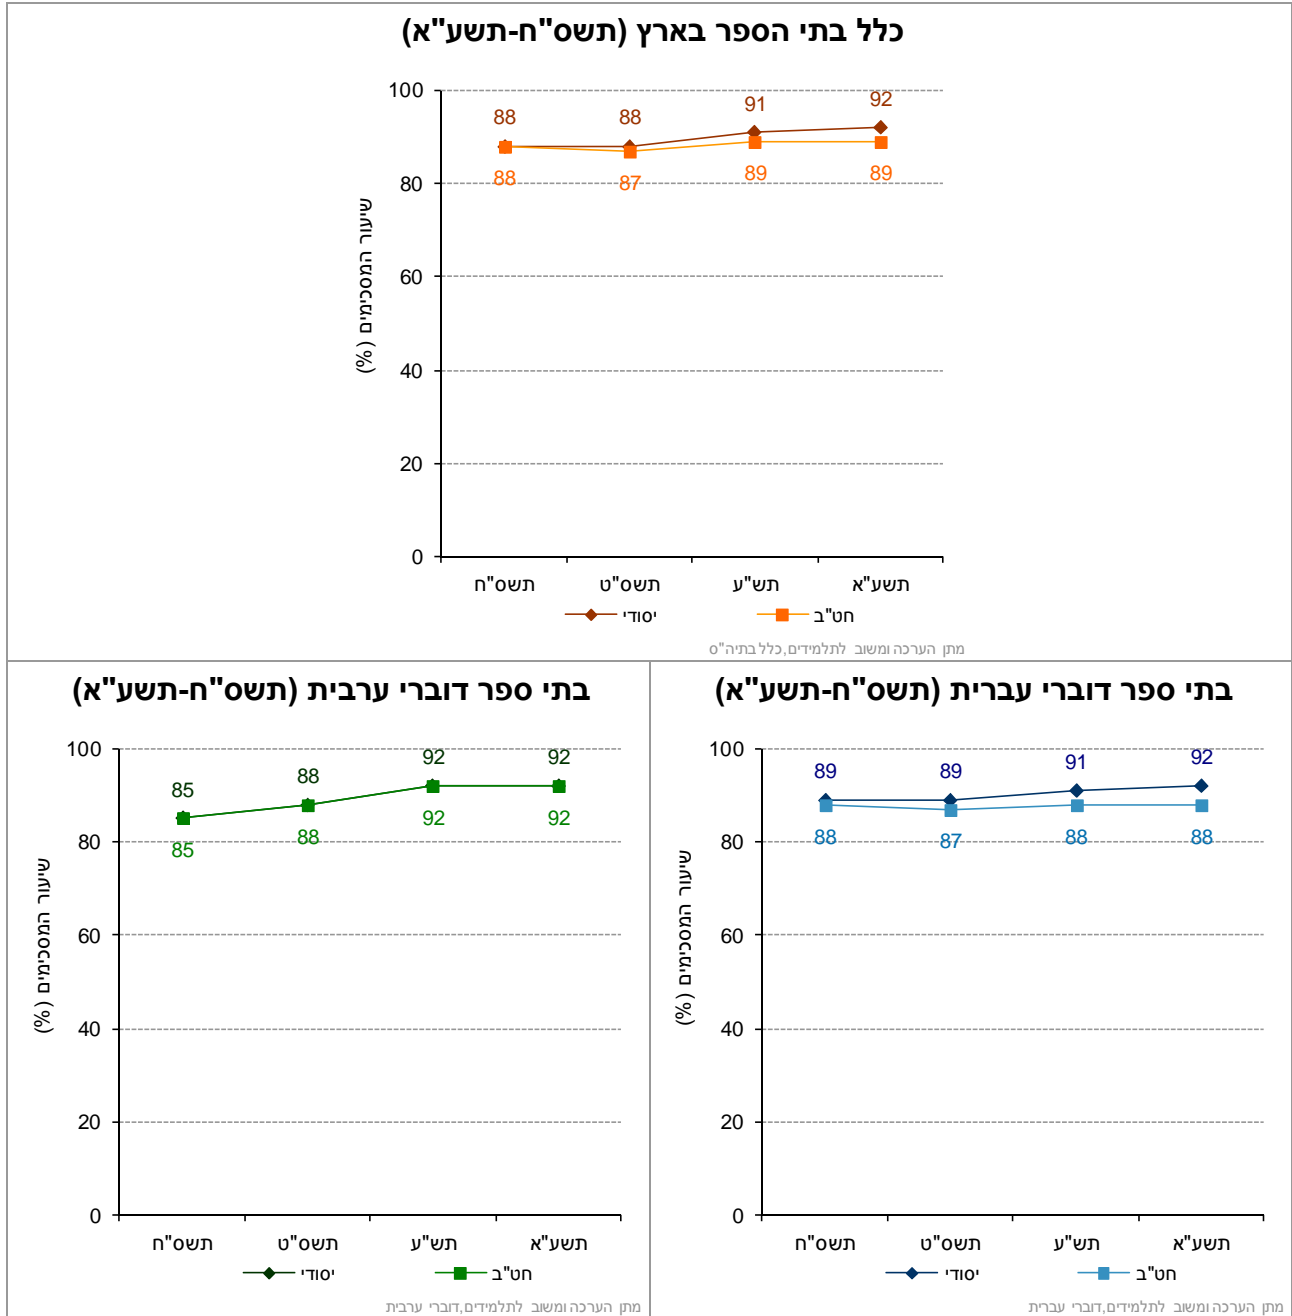 כלל בתי הספר בארץ (תשס"ח-תשע"א)
שיעור המסכימים (%)
100
80
60
40
20
0
88 88 91 92
88 87 89 89
תשס"ח תשס"ט תש"ע תשע"א
יסודי חט"ב
מתן הערכה ומשוב לתלמידים,כלל בתיה"ס
בתי ספר דוברי עברית (תשס"ח-תשע"א)
שיעור המסכימים (%)
100
80
60
40
20
0
89 89 91 92
88 87 88 88
תשס"ח תשס"ט תש"ע תשע"א
יסודי חט"ב
מתן הערכה ומשוב לתלמידים,דוברי עברית
בתי ספר דוברי ערבית (תשס"ח-תשע"א)
שיעור המסכימים (%)
100
80
60
40
20
0
85 88 92 92
85 88 92 92
תשס"ח תשס"ט תש"ע תשע"א
יסודי חט"ב
מתן הערכה ומשוב לתלמידים,דוברי ערבית